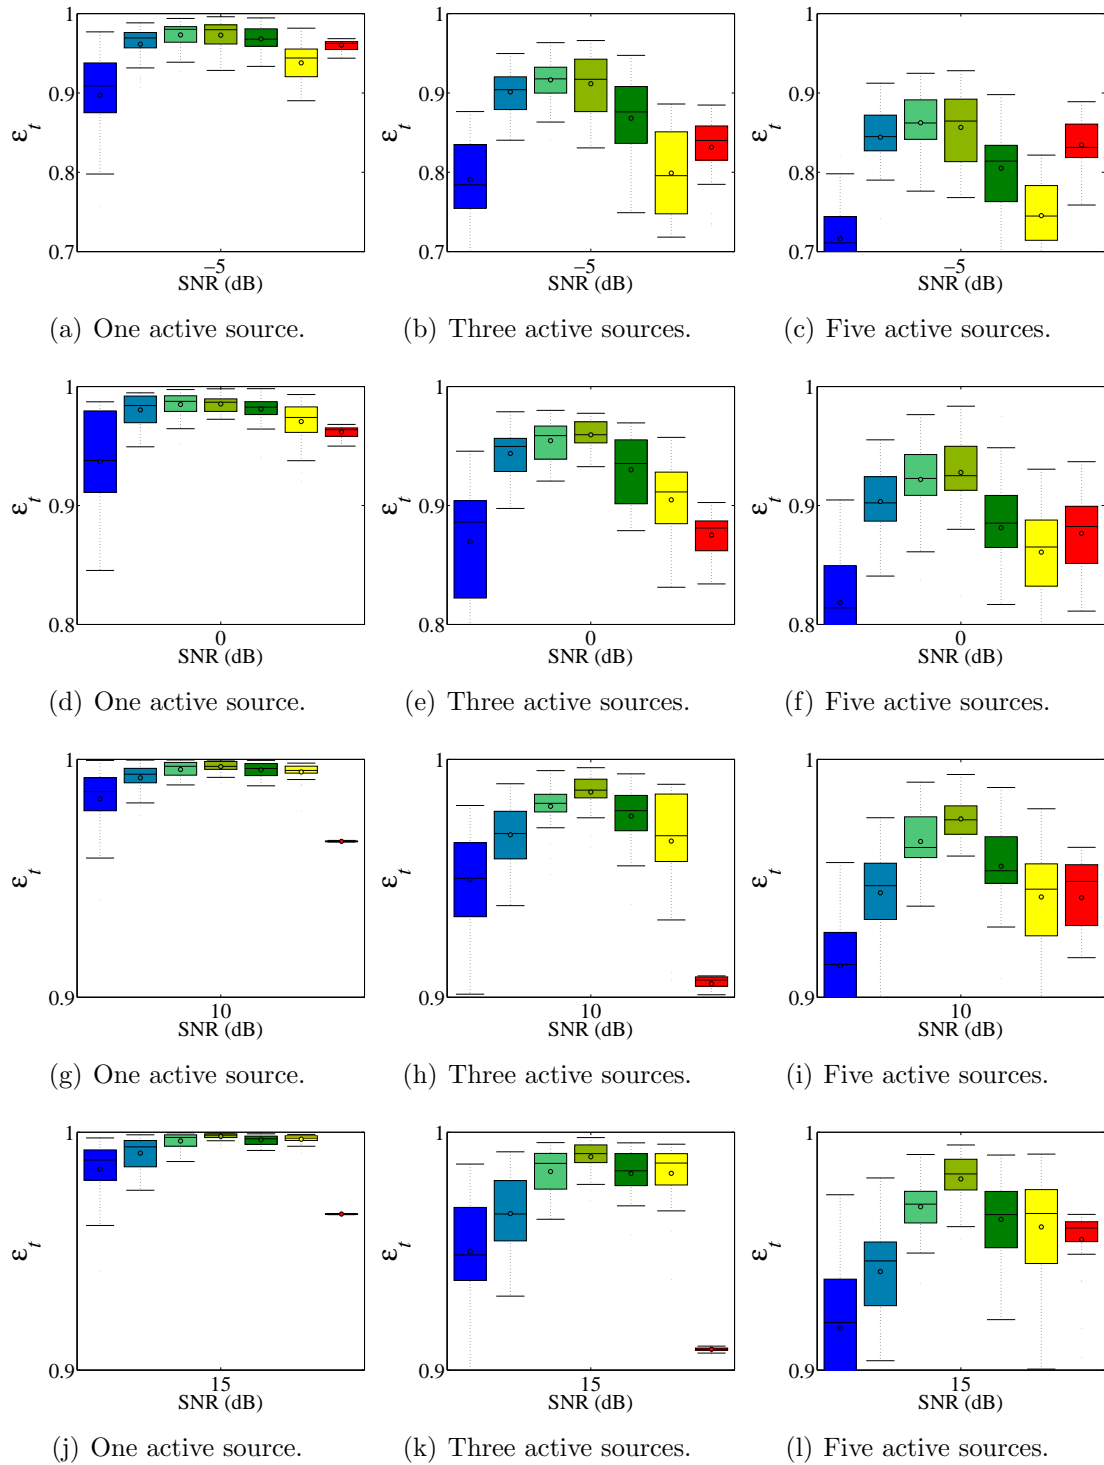 1
0.9
0.8
0.7
ε_t
−5
SNR (dB)
(a) One active source.
1
0.9
0.8
0.7
ε_t
−5
SNR (dB)
(b) Three active sources.
1
0.9
0.8
0.7
ε_t
−5
SNR (dB)
(c) Five active sources.
1
0.9
0.8
ε_t
0
SNR (dB)
(d) One active source.
1
0.9
0.8
ε_t
0
SNR (dB)
(e) Three active sources.
1
0.9
0.8
ε_t
0
SNR (dB)
(f) Five active sources.
1
0.9
ε_t
10
SNR (dB)
(g) One active source.
1
0.9
ε_t
10
SNR (dB)
(h) Three active sources.
1
0.9
ε_t
10
SNR (dB)
(i) Five active sources.
1
0.9
ε_t
15
SNR (dB)
(j) One active source.
1
0.9
ε_t
15
SNR (dB)
(k) Three active sources.
1
0.9
ε_t
15
SNR (dB)
(l) Five active sources.